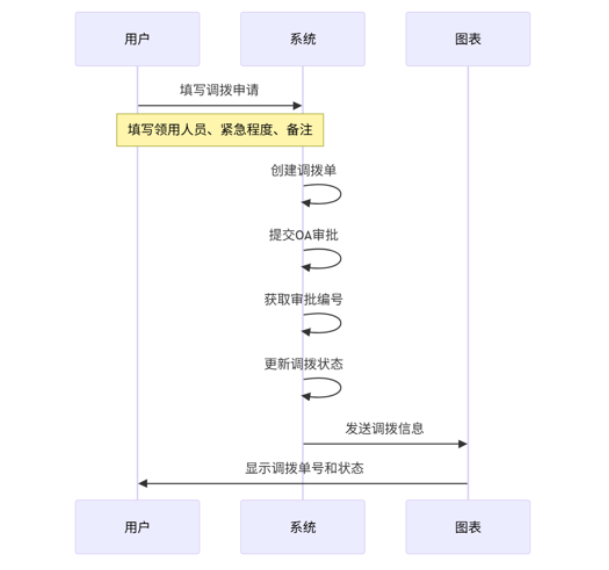 用户
系统
图表
填写调拨申请
填写领用人员、紧急程度、备注
创建调拨单
提交OA审批
获取审批编号
更新调拨状态
发送调拨信息
显示调拨单号和状态
用户
系统
图表